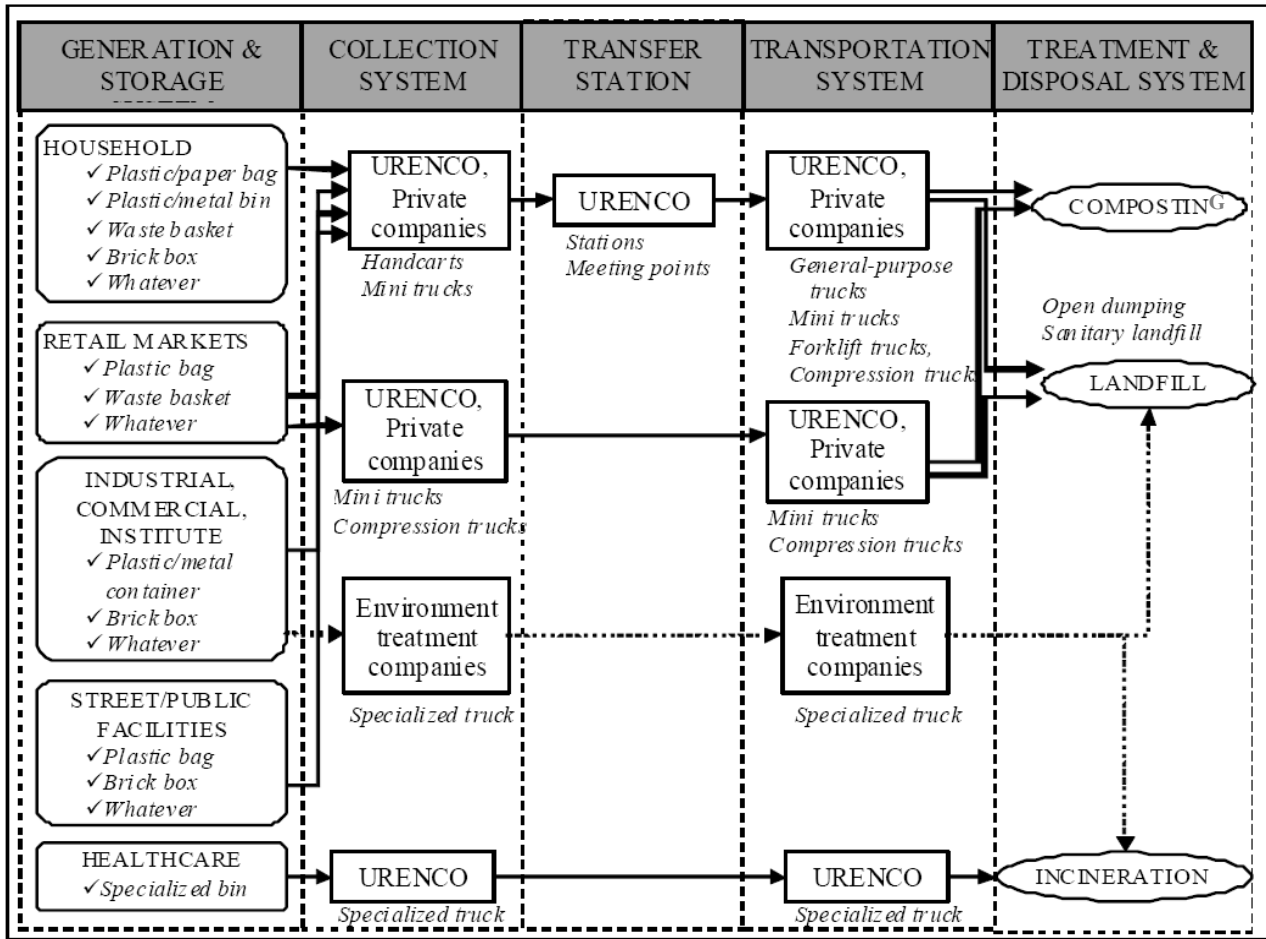 GENERATION &
STORAGE
COLLECTION
SYSTEM
TRANSFER
STATION
TRANSPORTATION
SYSTEM
TREATMENT &
DISPOSAL SYSTEM
HOUSEHOLD
✓ Plastic/paper bag
✓ Plastic/metal bin
✓ Waste basket
✓ Brick box
✓ Whatever
RETAIL MARKETS
✓ Plastic bag
✓ Waste basket
✓ Whatever
INDUSTRIAL,
COMMERCIAL,
INSTITUTE
✓ Plastic/metal
container
✓ Brick box
✓ Whatever
STREET/PUBLIC
FACILITIES
✓ Plastic bag
✓ Brick box
✓ Whatever
HEALTHCARE
✓ Specialized bin
URENCO,
Private
companies
Handcarts
Mini trucks
URENCO,
Private
companies
Mini trucks
Compression trucks
Environment
treatment
companies
Specialized truck
URENCO
Specialized truck
URENCO
Stations
Meeting points
URENCO,
Private
companies
General-purpose
trucks
Mini trucks
Forklift trucks,
Compression trucks
URENCO,
Private
companies
Mini trucks
Compression trucks
Environment
treatment
companies
Specialized truck
URENCO
Specialized truck
COMPOSTING
Open dumping
Sanitary landfill
LANDFILL
INCINERATION